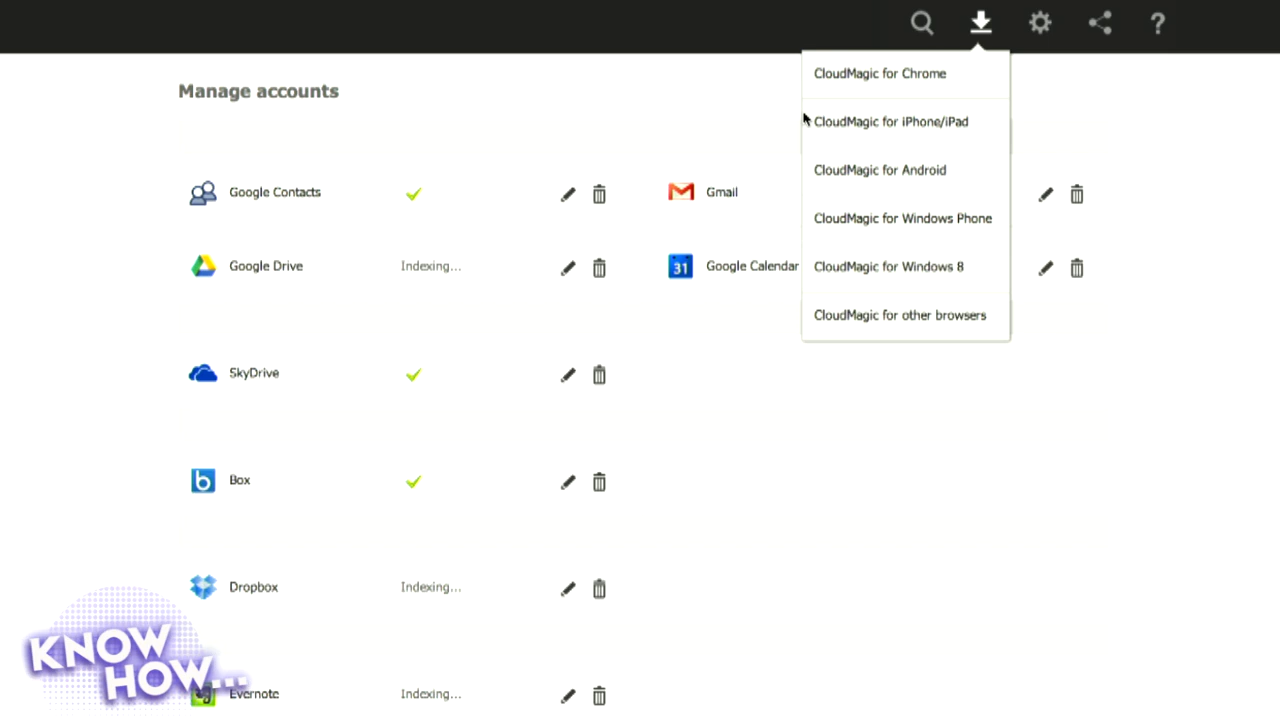 Manage accounts
CloudMagic for Chrome
CloudMagic for iPhone/iPad
CloudMagic for Android
CloudMagic for Windows Phone
CloudMagic for Windows 8
CloudMagic for other browsers
Google Contacts
Gmail
Google Drive Indexing...
31 Google Calendar
SkyDrive
b Box
Dropbox Indexing...
Evernote Indexing...
KNOW
HOW...
?